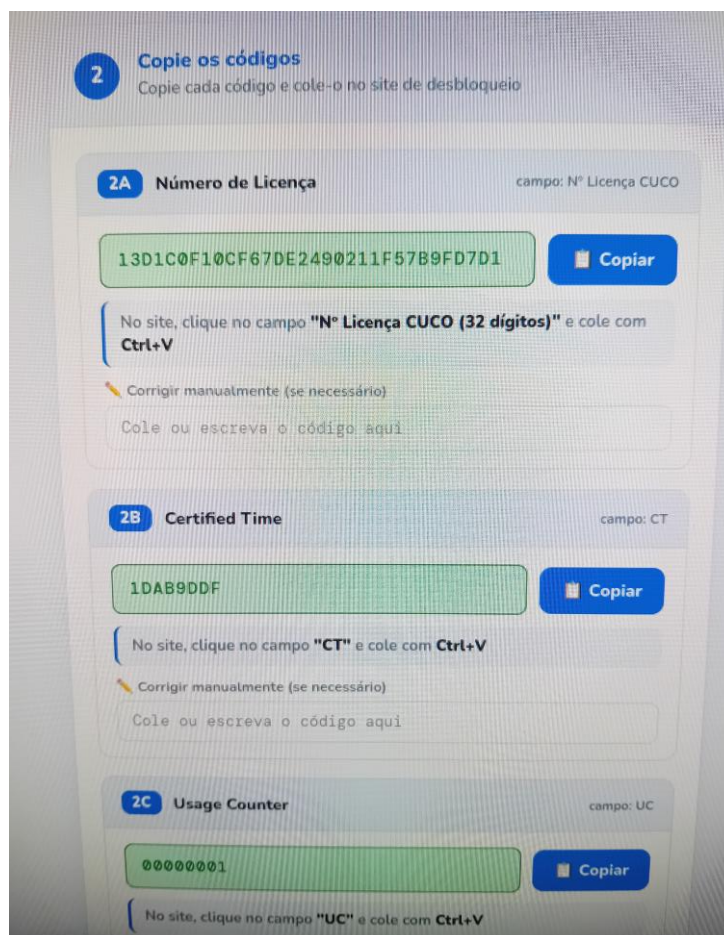 2
Copie os códigos
Copie cada código e cole-o no site de desbloqueio
2A Número de Licença campo: Nº Licença CUCO
13D1C0F10CF67DE2490211F57B9FD7D1 Copiar
No site, clique no campo "Nº Licença CUCO (32 dígitos)" e cole com
Ctrl+V
Corrigir manualmente (se necessário)
Cole ou escreva o código aqui
2B Certified Time campo: CT
1DAB9DDF Copiar
No site, clique no campo "CT" e cole com Ctrl+V
Corrigir manualmente (se necessário)
Cole ou escreva o código aqui
2C Usage Counter campo: UC
00000001 Copiar
No site, clique no campo "UC" e cole com Ctrl+V